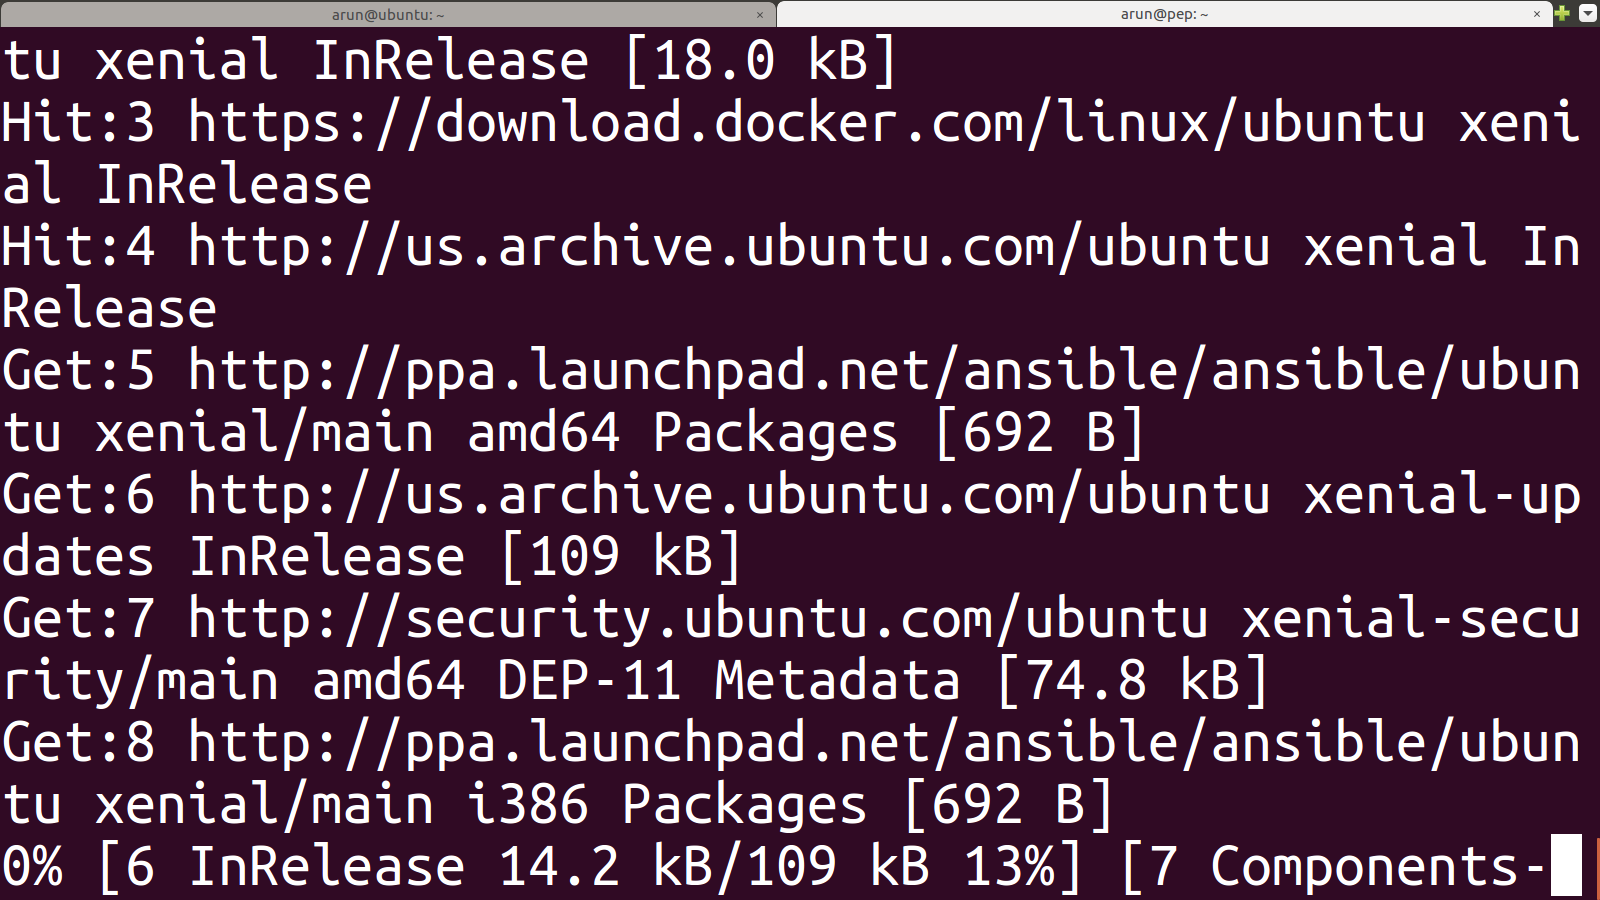 arun@ubuntu: ~ ×
arun@pep: ~ ×
tu xenial InRelease [18.0 kB]
Hit:3 https://download.docker.com/linux/ubuntu xeni
al InRelease
Hit:4 http://us.archive.ubuntu.com/ubuntu xenial In
Release
Get:5 http://ppa.launchpad.net/ansible/ansible/ubun
tu xenial/main amd64 Packages [692 B]
Get:6 http://us.archive.ubuntu.com/ubuntu xenial-up
dates InRelease [109 kB]
Get:7 http://security.ubuntu.com/ubuntu xenial-secu
rity/main amd64 DEP-11 Metadata [74.8 kB]
Get:8 http://ppa.launchpad.net/ansible/ansible/ubun
tu xenial/main i386 Packages [692 B]
0% [6 InRelease 14.2 kB/109 kB 13%] [7 Components-